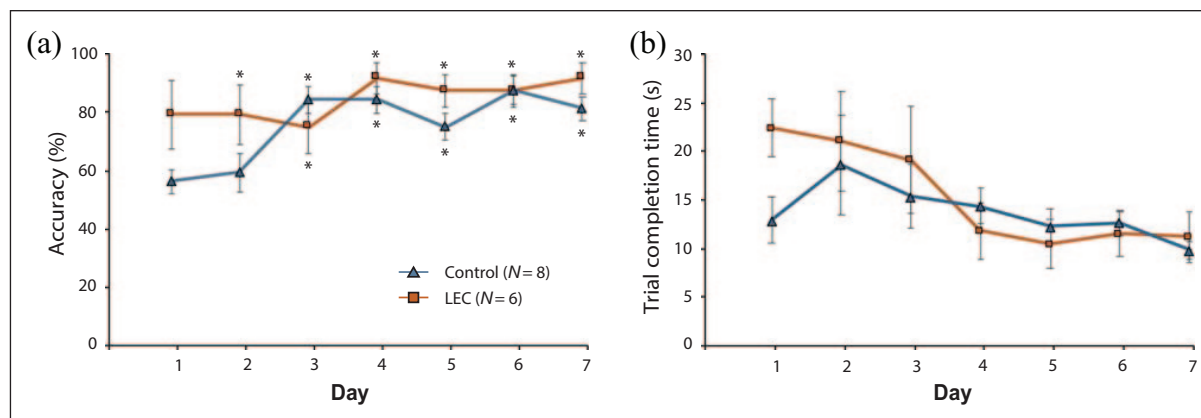 (a)
100
80
60
40
20
0
Accuracy (%)
* * * * * *
* * * * *
Control (N = 8)
LEC (N = 6)
1 2 3 4 5 6 7
Day
(b)
30
25
20
15
10
5
0
Trial completion time (s)
1 2 3 4 5 6 7
Day